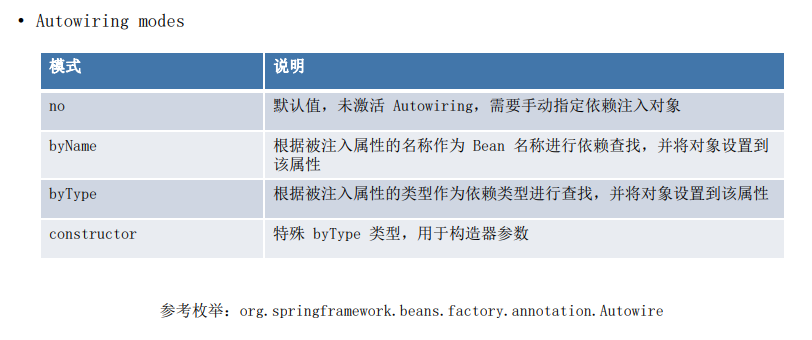 • Autowiring modes
模式 说明
no 默认值，未激活 Autowiring，需要手动指定依赖注入对象
byName 根据被注入属性的名称作为 Bean 名称进行依赖查找，并将对象设置到
该属性
byType 根据被注入属性的类型作为依赖类型进行查找，并将对象设置到该属性
constructor 特殊 byType 类型，用于构造器参数
参考枚举：org.springframework.beans.factory.annotation.Autowire